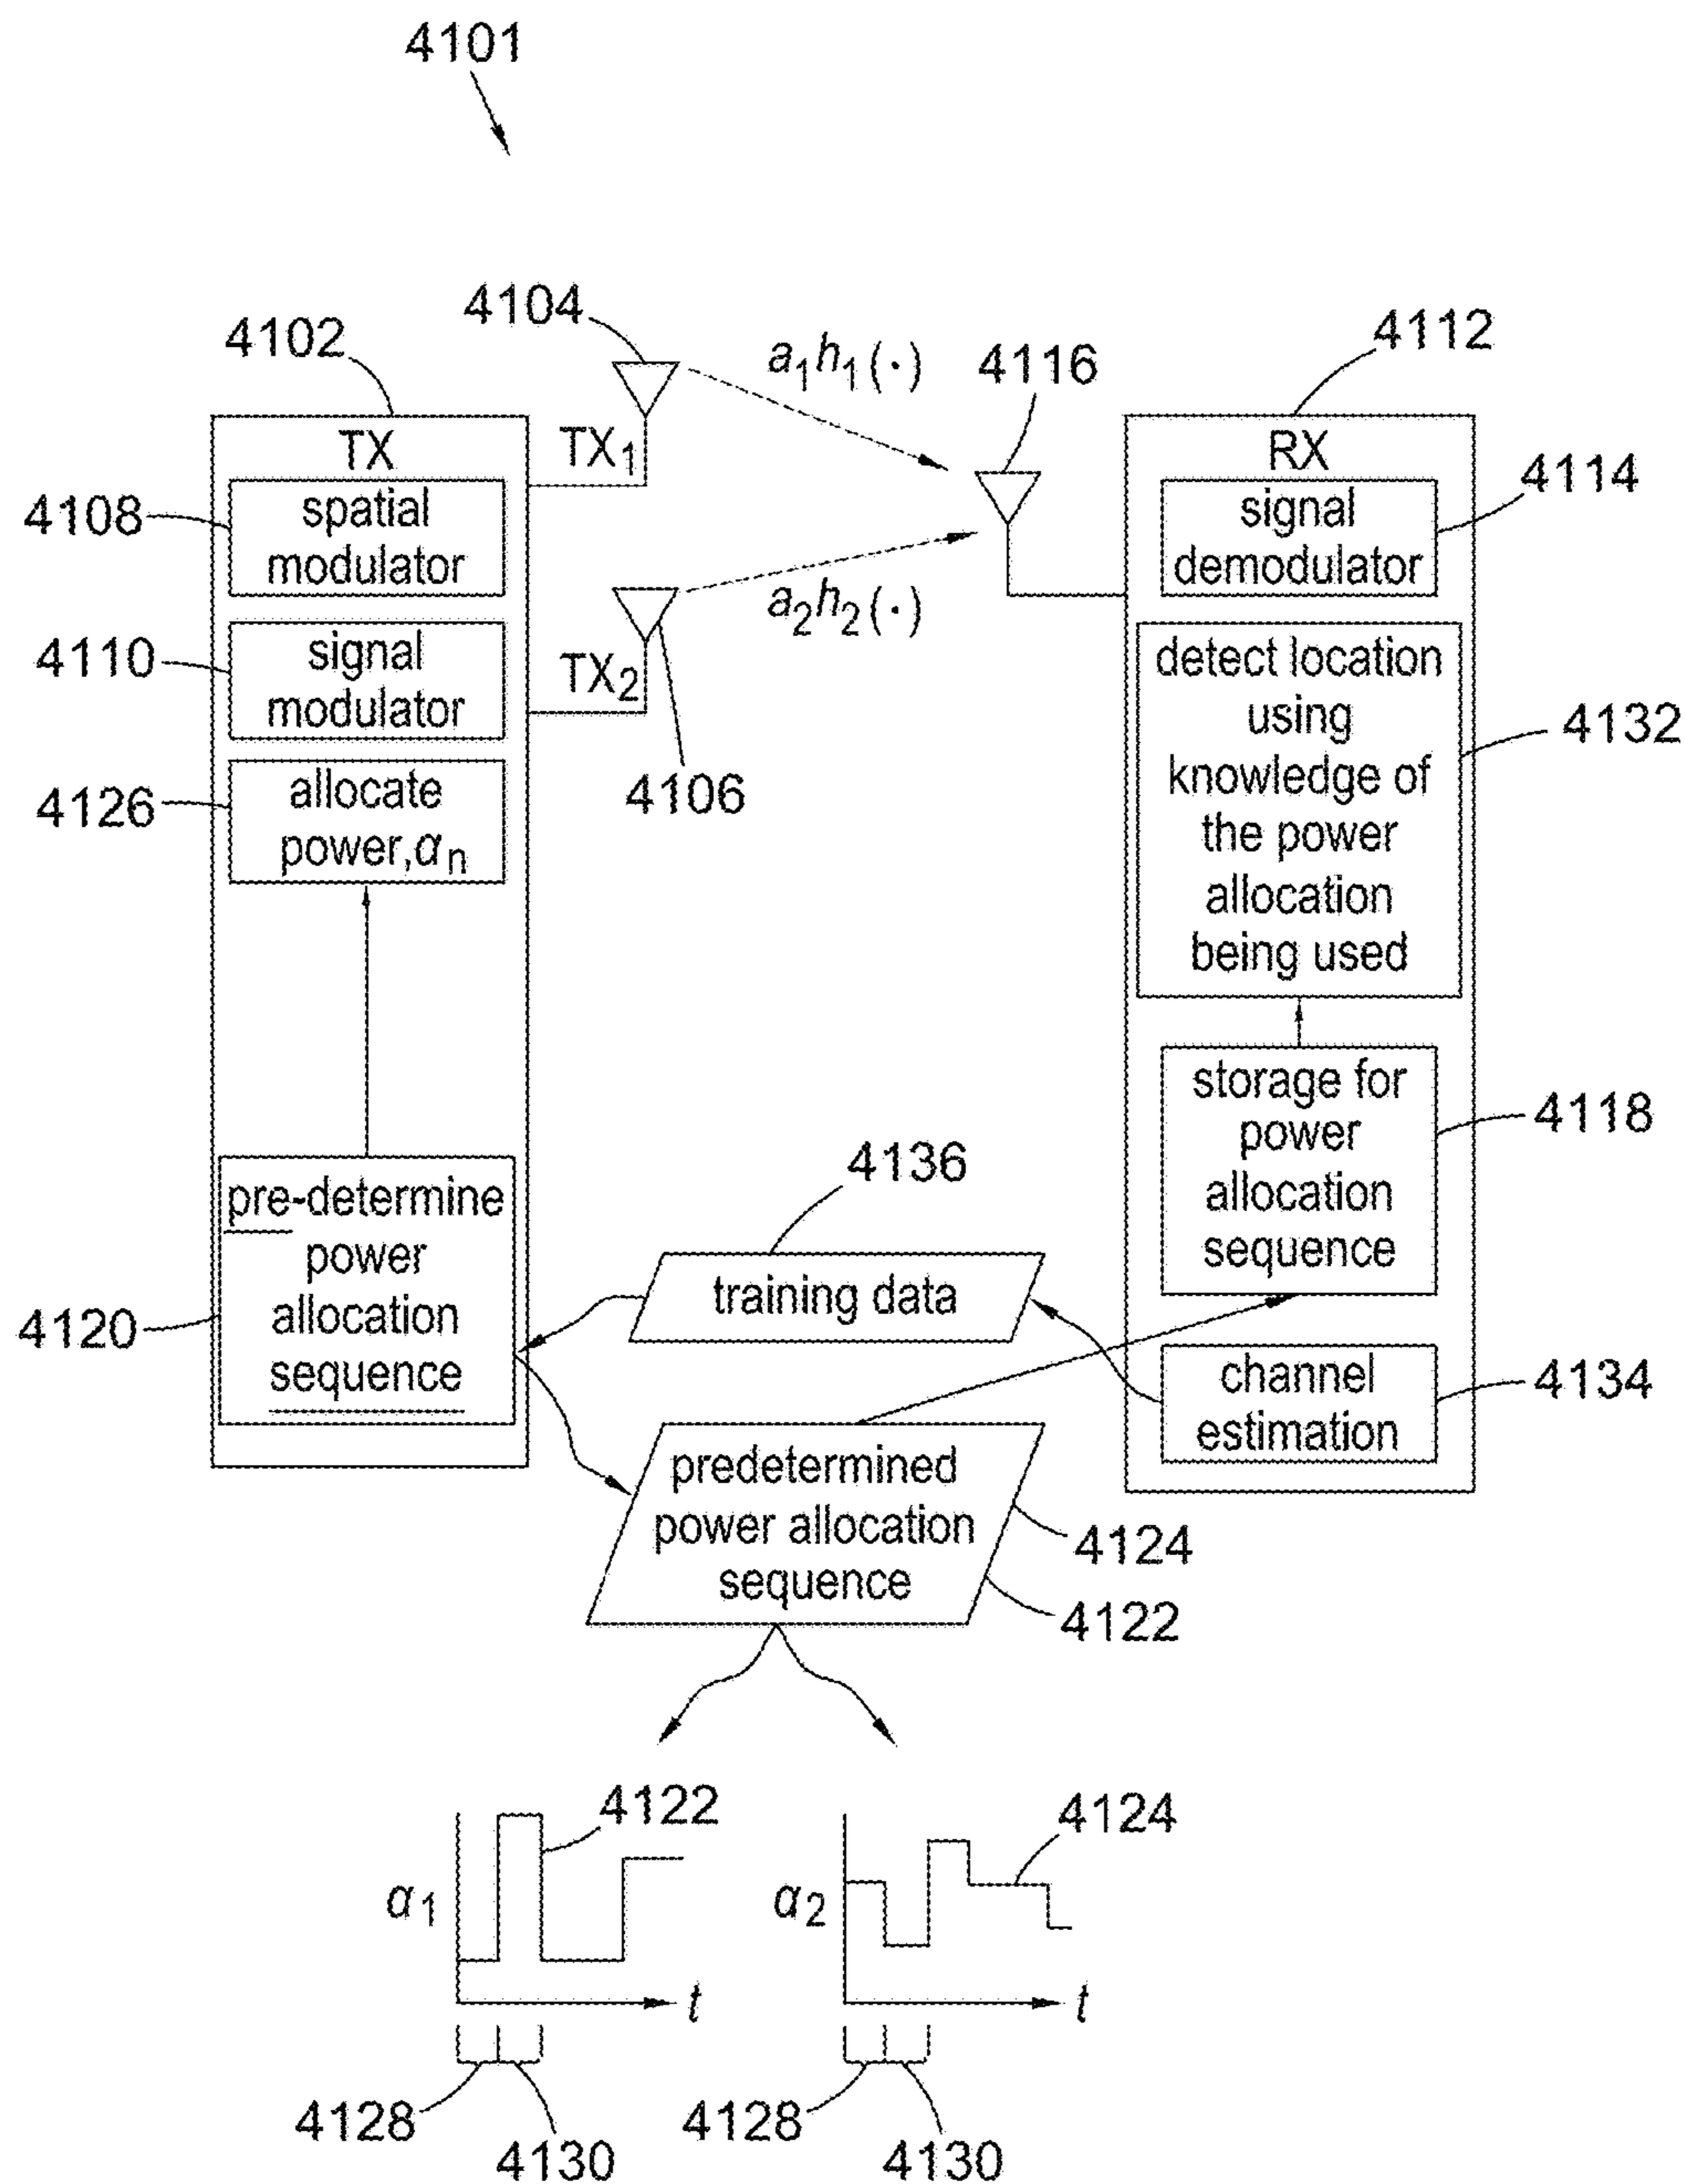 4101
4104
4102
a1h1(·)
4116
4112
TX
TX1
RX
4108
spatial
modulator
signal
demodulator
4114
a2h2(·)
4110
signal
modulator
TX2
4106
detect location
using
knowledge of
the power
allocation
being used
4132
4126
allocate
power,αn
storage for
power
allocation
sequence
4118
4136
pre-determine
power
allocation
sequence
4120
training data
channel
estimation
4134
predetermined
power allocation
sequence
4124
4122
4122
4124
α1
α2
t
t
4128
4130
4128
4130